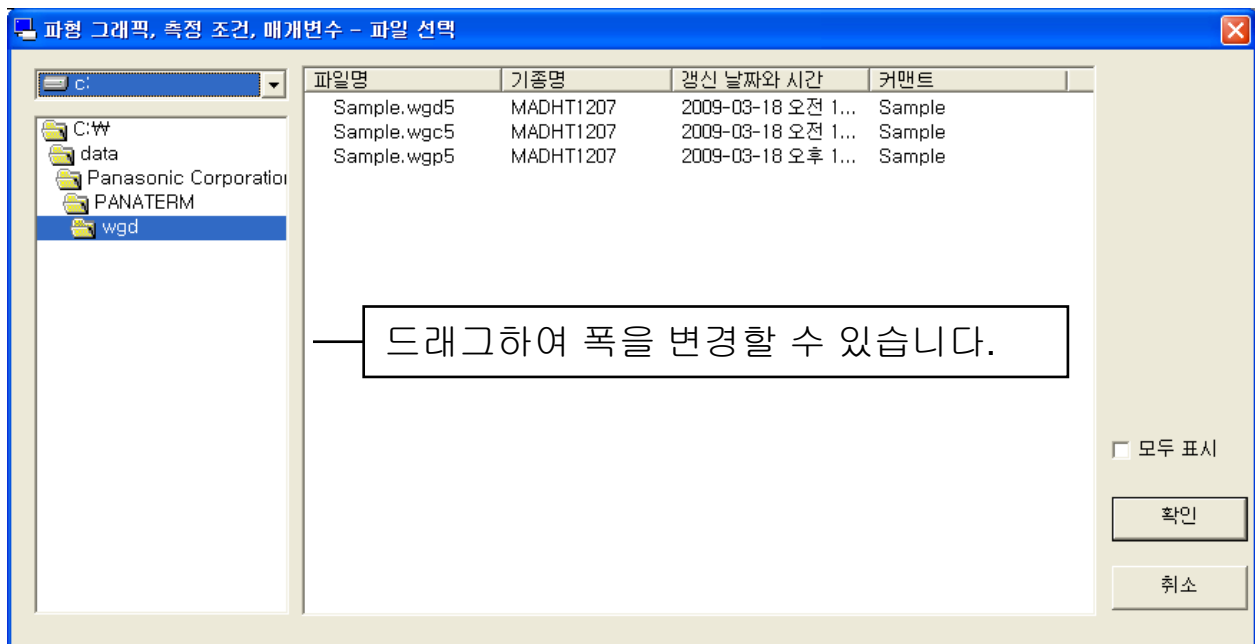 파형 그래픽, 측정 조건, 매개변수 – 파일 선택
c:
파일명 기종명 갱신 날짜와 시간 커맨트
Sample.wgd5 MADHT1207 2009-03-18 오전 1... Sample
Sample.wgc5 MADHT1207 2009-03-18 오전 1... Sample
Sample.wgp5 MADHT1207 2009-03-18 오후 1... Sample
C:₩
data
Panasonic Corporation
PANATERM
wgd
드래그하여 폭을 변경할 수 있습니다.
모두 표시
확인
취소